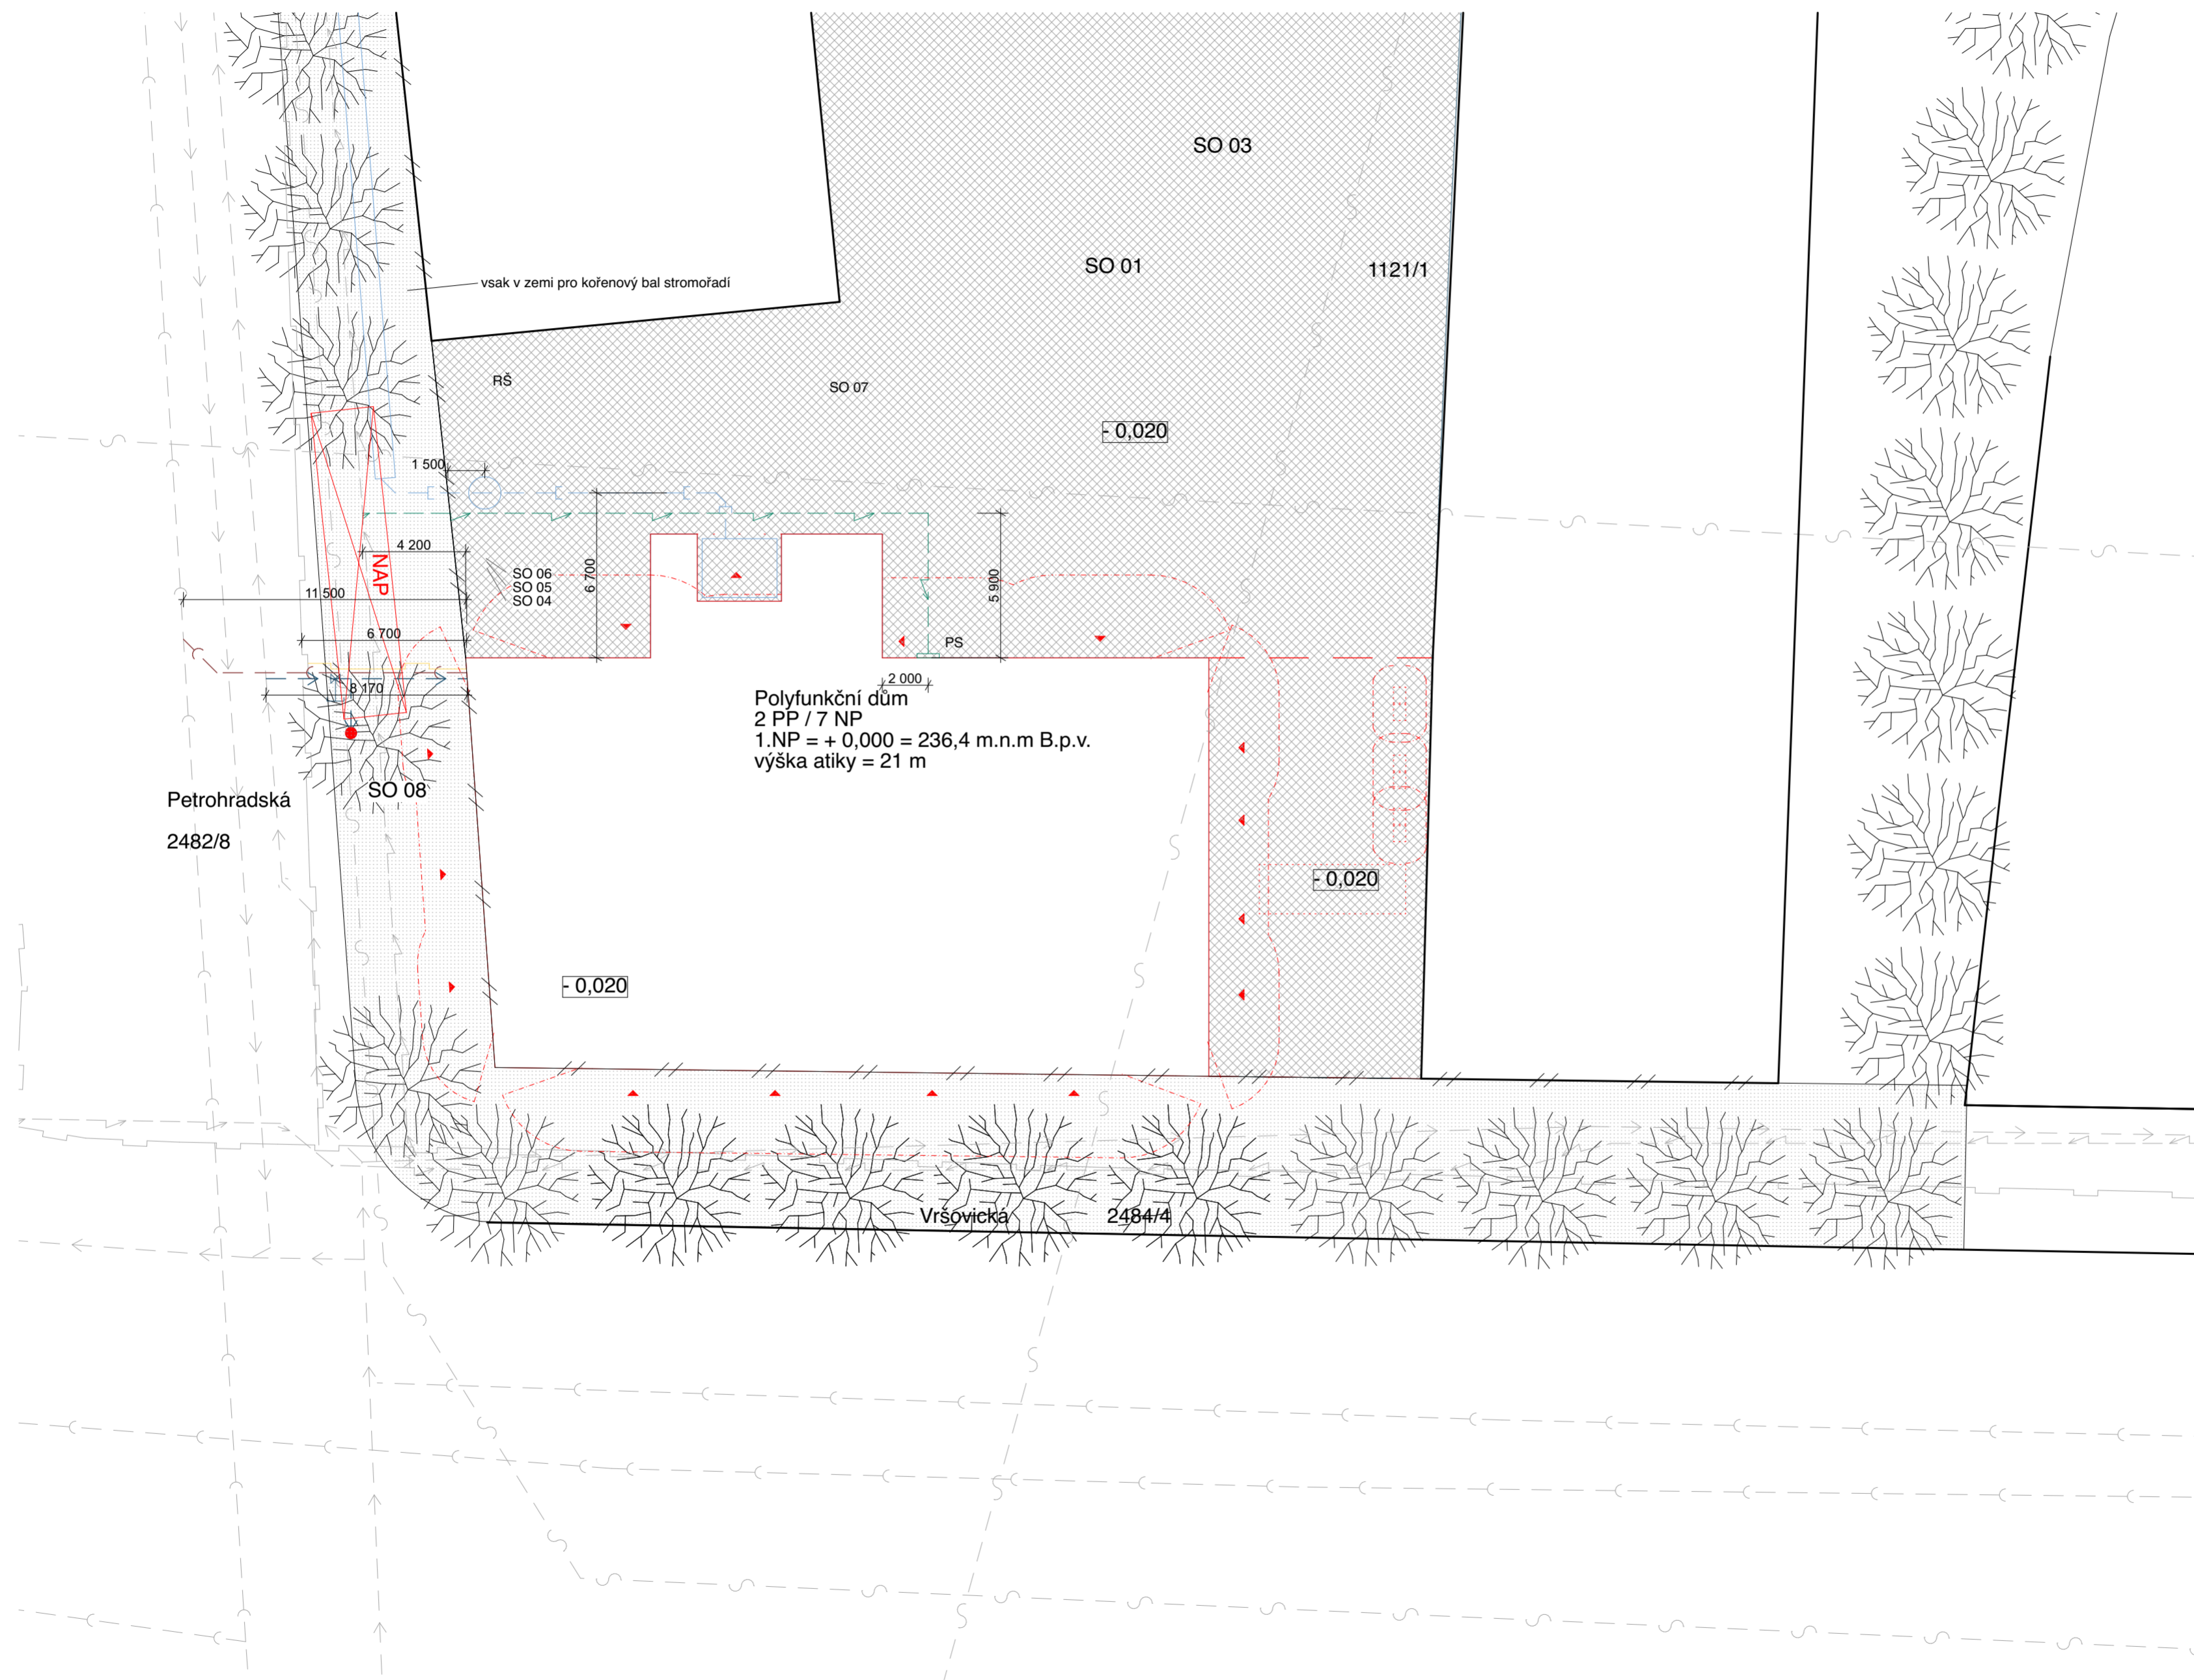 SO 03
SO 01
1121/1
vsak v zemi pro kořenový bal stromořadí
RŠ
SO 07
- 0,020
1 500
4 200
NAP
SO 06
SO 05
SO 04
6 700
5 900
11 500
6 700
PS
8 170
2 000
Polyfunkční dům
2 PP / 7 NP
1.NP = + 0,000 = 236,4 m.n.m B.p.v.
výška atiky = 21 m
SO 08
Petrohradská
2482/8
- 0,020
- 0,020
Vršovická
2484/4